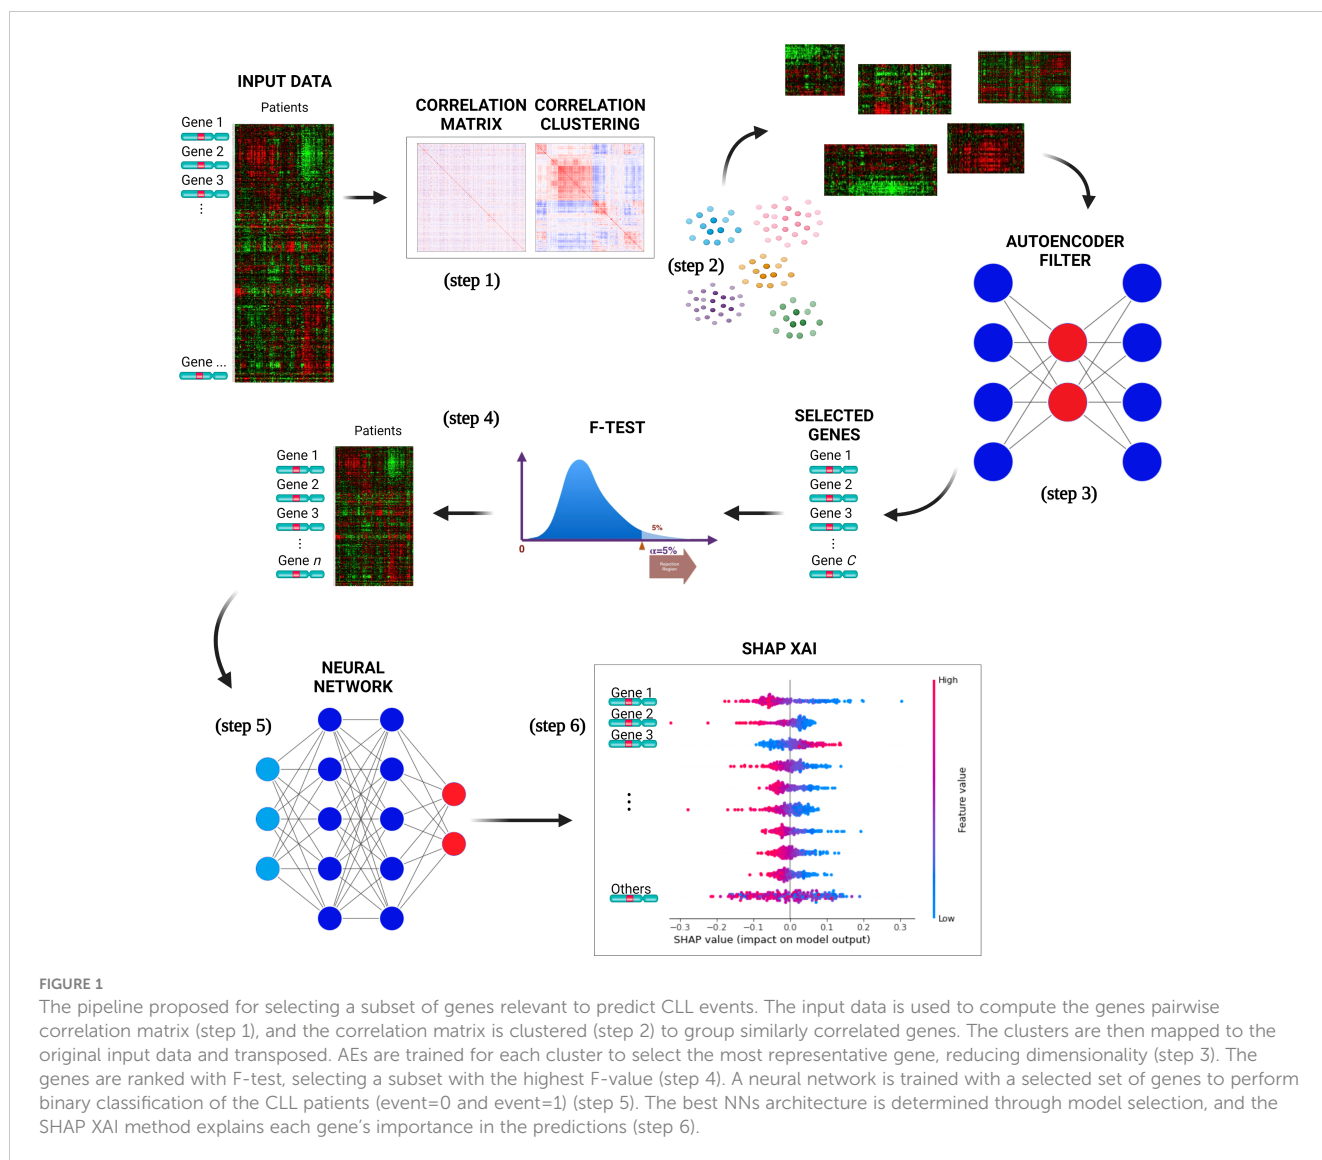 INPUT DATA
Patients
Gene 1
Gene 2
Gene 3
⋮
Gene ...
CORRELATION MATRIX
CORRELATION CLUSTERING
(step 1)
(step 2)
AUTOENCODER
FILTER
(step 3)
SELECTED
GENES
Gene 1
Gene 2
Gene 3
⋮
Gene C
F-TEST
5%
0
α=5%
Rejection
Region
(step 4)
Patients
Gene 1
Gene 2
Gene 3
⋮
Gene n
NEURAL
NETWORK
(step 5)
(step 6)
SHAP XAI
Gene 1
Gene 2
Gene 3
⋮
Others
High
Feature value
Low
−0.3 −0.2 −0.1 0.0 0.1 0.2 0.3
SHAP value (impact on model output)
FIGURE 1
The pipeline proposed for selecting a subset of genes relevant to predict CLL events. The input data is used to compute the genes pairwise
correlation matrix (step 1), and the correlation matrix is clustered (step 2) to group similarly correlated genes. The clusters are then mapped to the
original input data and transposed. AEs are trained for each cluster to select the most representative gene, reducing dimensionality (step 3). The
genes are ranked with F-test, selecting a subset with the highest F-value (step 4). A neural network is trained with a selected set of genes to perform
binary classification of the CLL patients (event=0 and event=1) (step 5). The best NNs architecture is determined through model selection, and the
SHAP XAI method explains each gene's importance in the predictions (step 6).